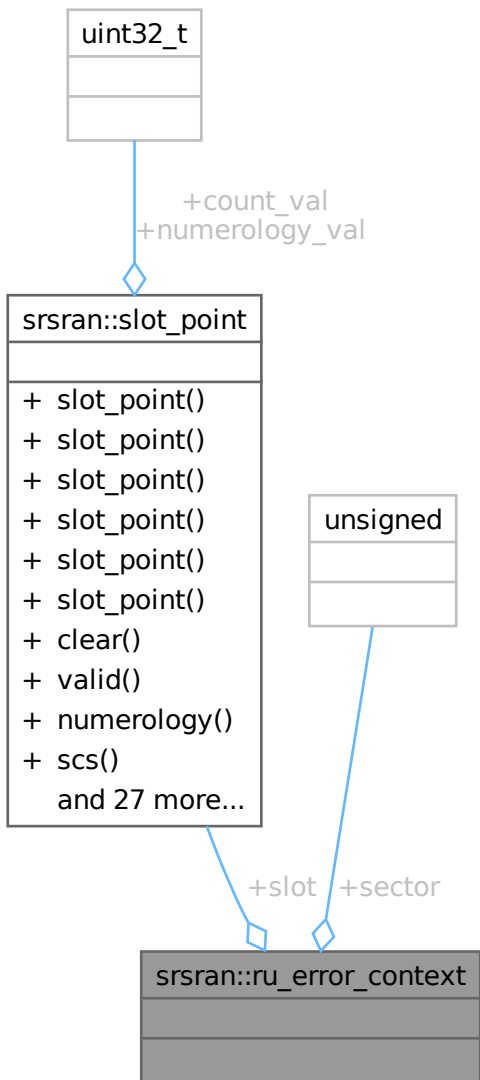 uint32_t
+count_val
+numerology_val
srsran::slot_point
+ slot_point()
+ slot_point()
+ slot_point()
+ slot_point()
+ slot_point()
+ slot_point()
+ clear()
+ valid()
+ numerology()
+ scs()
and 27 more...
unsigned
+slot
+sector
srsran::ru_error_context